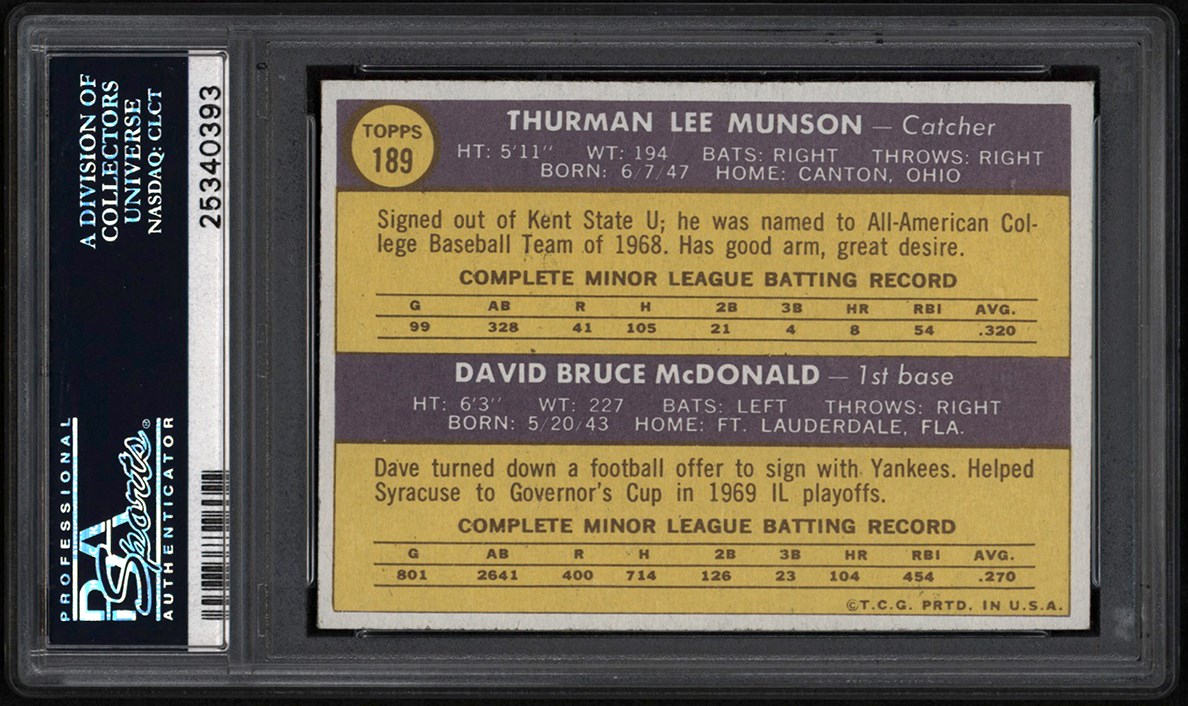 A DIVISION OF
COLLECTORS
UNIVERSE
NASDAQ: CLCT
25340393
PROFESSIONAL
PSA
Sports®
AUTHENTICATOR
TOPPS
189
THURMAN LEE MUNSON — Catcher
HT: 5'11" WT: 194 BATS: RIGHT THROWS: RIGHT
BORN: 6/7/47 HOME: CANTON, OHIO
Signed out of Kent State U; he was named to All-American Col-
lege Baseball Team of 1968. Has good arm, great desire.
COMPLETE MINOR LEAGUE BATTING RECORD
G AB R H 2B 3B HR RBI AVG.
99 328 41 105 21 4 8 54 .320
DAVID BRUCE McDONALD — 1st base
HT: 6'3" WT: 227 BATS: LEFT THROWS: RIGHT
BORN: 5/20/43 HOME: FT. LAUDERDALE, FLA.
Dave turned down a football offer to sign with Yankees. Helped
Syracuse to Governor's Cup in 1969 IL playoffs.
COMPLETE MINOR LEAGUE BATTING RECORD
G AB R H 2B 3B HR RBI AVG.
801 2641 400 714 126 23 104 454 .270
©T.C.G. PRTD. IN U.S.A.